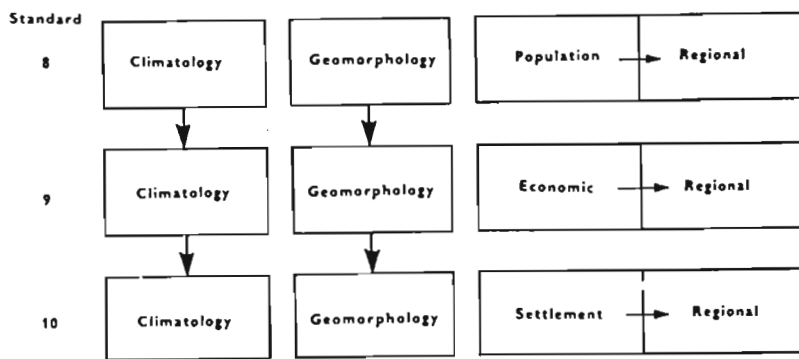 Standard
8 Climatology Geomorphology Population Regional
9 Climatology Geomorphology Economic Regional
10 Climatology Geomorphology Settlement Regional